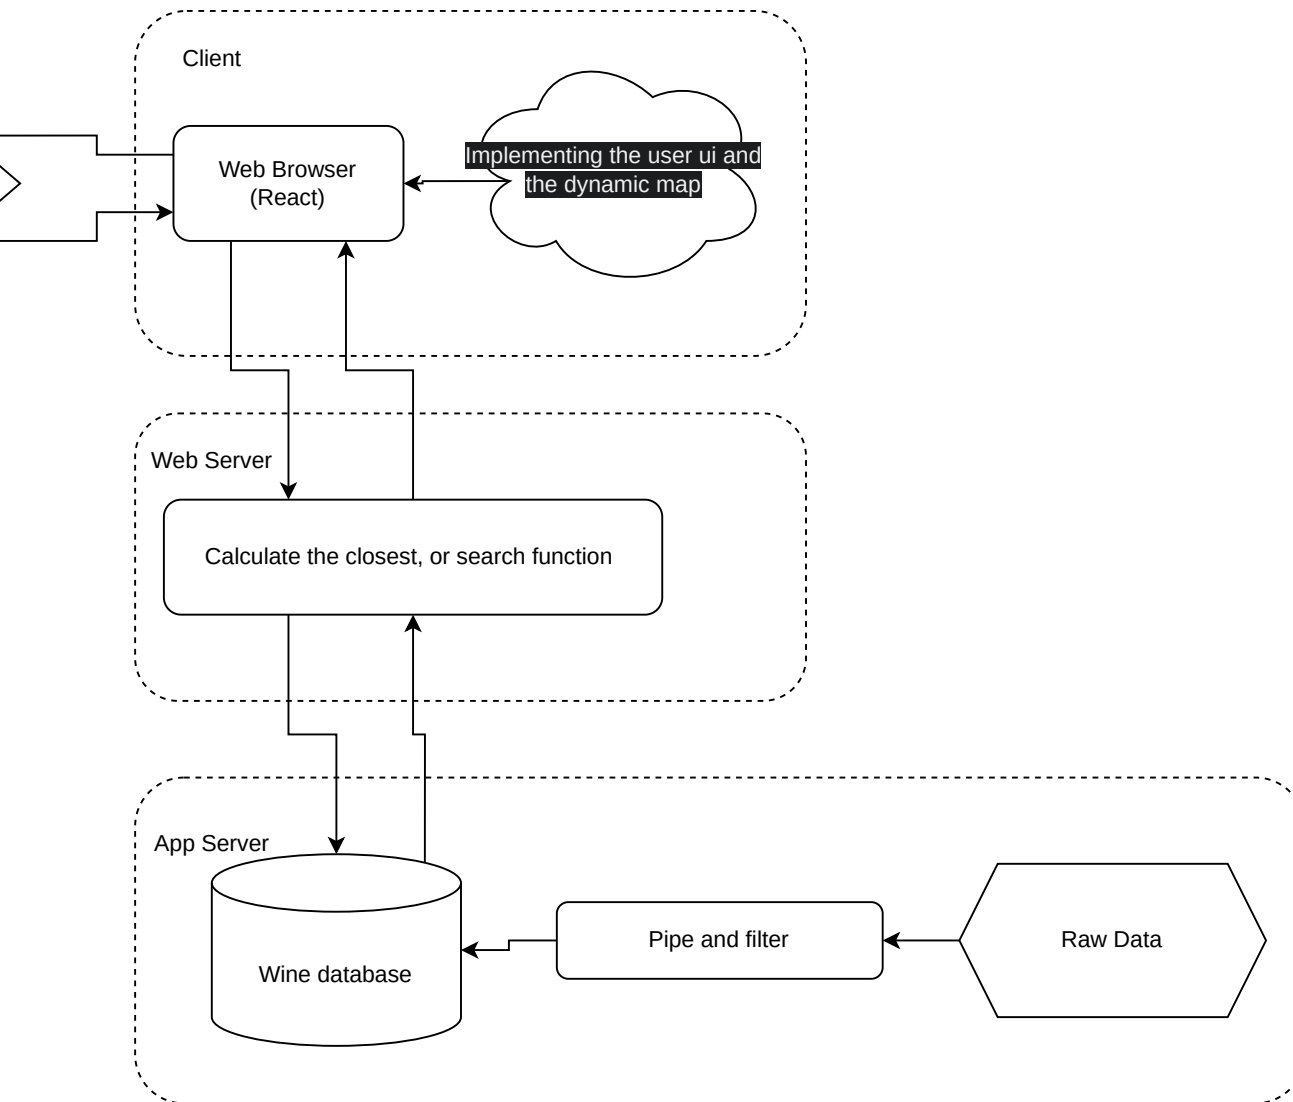 Client
Web Browser
(React)
Implementing the user ui and
the dynamic map
Web Server
Calculate the closest, or search function
App Server
Wine database
Pipe and filter
Raw Data